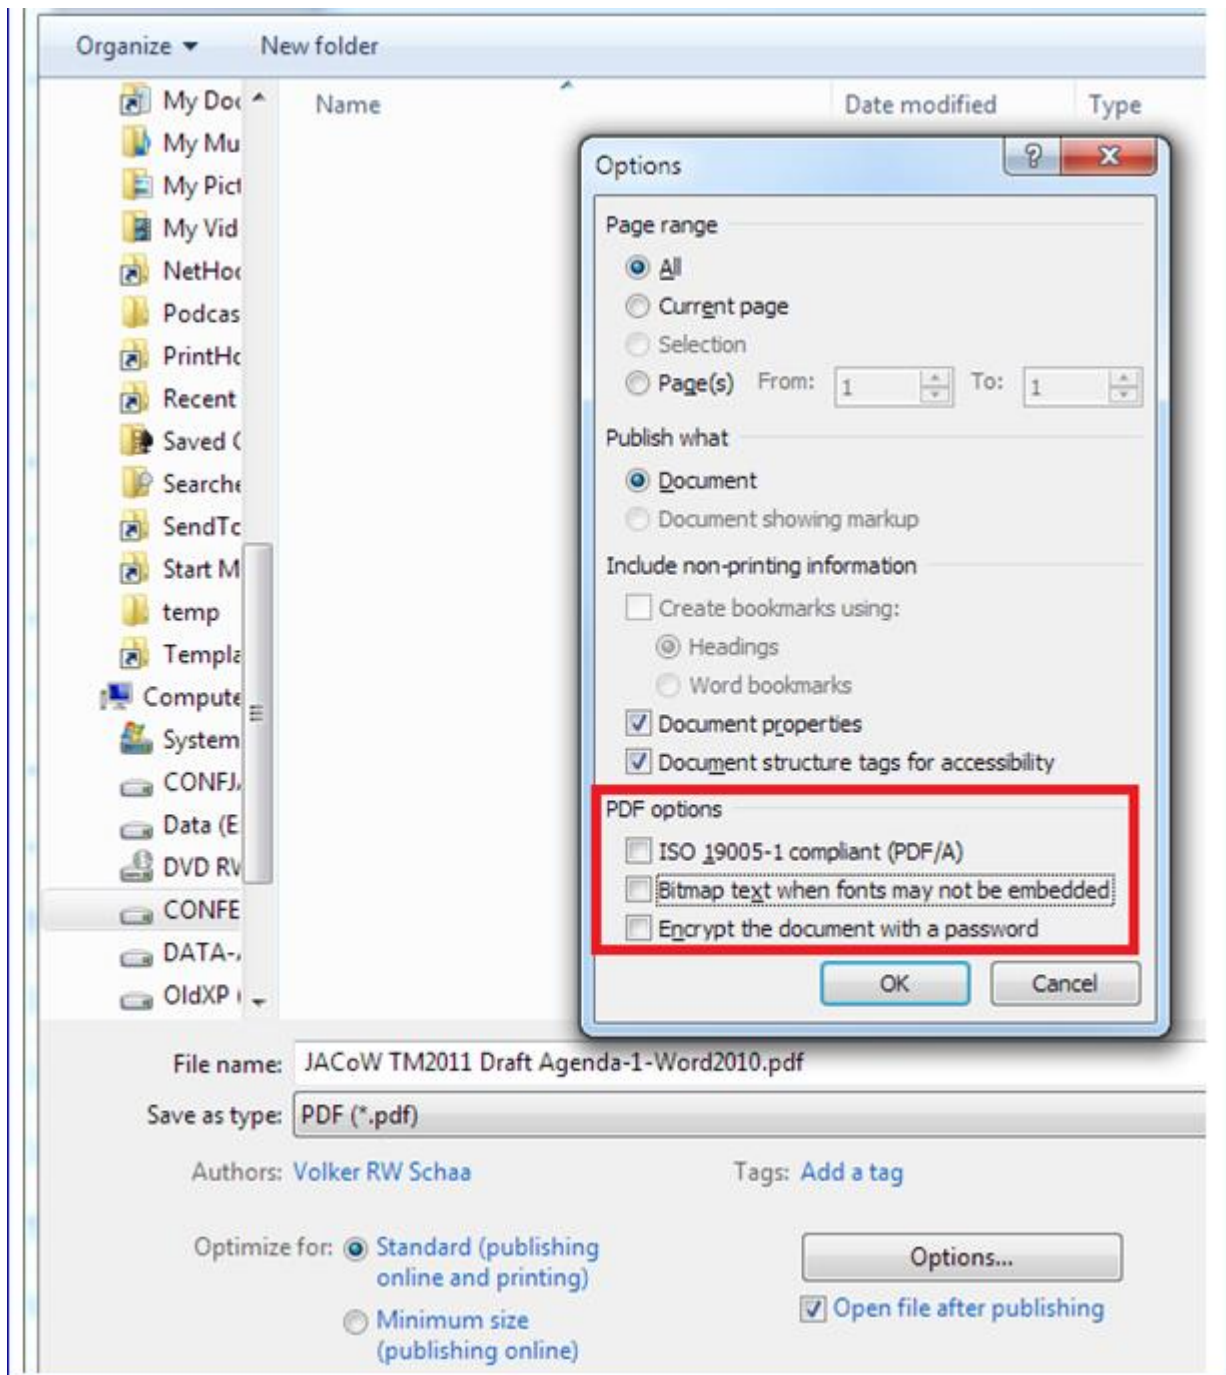 Organize New folder
Name Date modified Type
My Doc
My Mu
My Pict
My Vid
NetHoo
Podcas
PrintHo
Recent
Saved G
Searche
SendTo
Start M
temp
Templa
Compute
System
CONFJ
Data (E
DVD RV
CONFE
DATA-
OldXP
Options
Page range
All
Current page
Selection
Page(s) From: 1 To: 1
Publish what
Document
Document showing markup
Include non-printing information
Create bookmarks using:
Headings
Word bookmarks
Document properties
Document structure tags for accessibility
PDF options
ISO 19005-1 compliant (PDF/A)
Bitmap text when fonts may not be embedded
Encrypt the document with a password
OK Cancel
File name: JACoW TM2011 Draft Agenda-1-Word2010.pdf
Save as type: PDF (*.pdf)
Authors: Volker RW Schaa Tags: Add a tag
Optimize for: Standard (publishing
online and printing)
Minimum size
(publishing online)
Options...
Open file after publishing